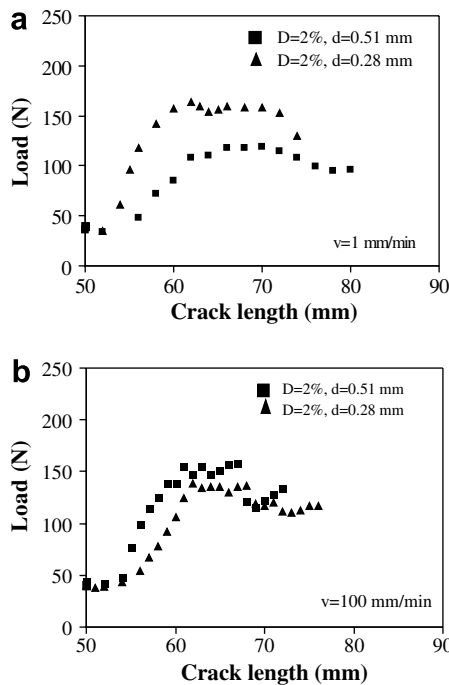 a
250
200
150
100
50
0
Load (N)
■ D=2%, d=0.51 mm
▲ D=2%, d=0.28 mm
v=1 mm/min
50 60 70 80 90
Crack length (mm)
b
250
200
150
100
50
0
Load (N)
■ D=2%, d=0.51 mm
▲ D=2%, d=0.28 mm
v=100 mm/min
50 60 70 80 90
Crack length (mm)